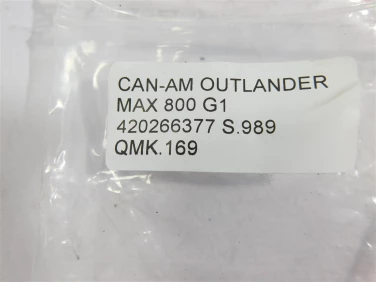 CAN-AM OUTLANDER
MAX 800 G1
420266377 S.989
QMK.169